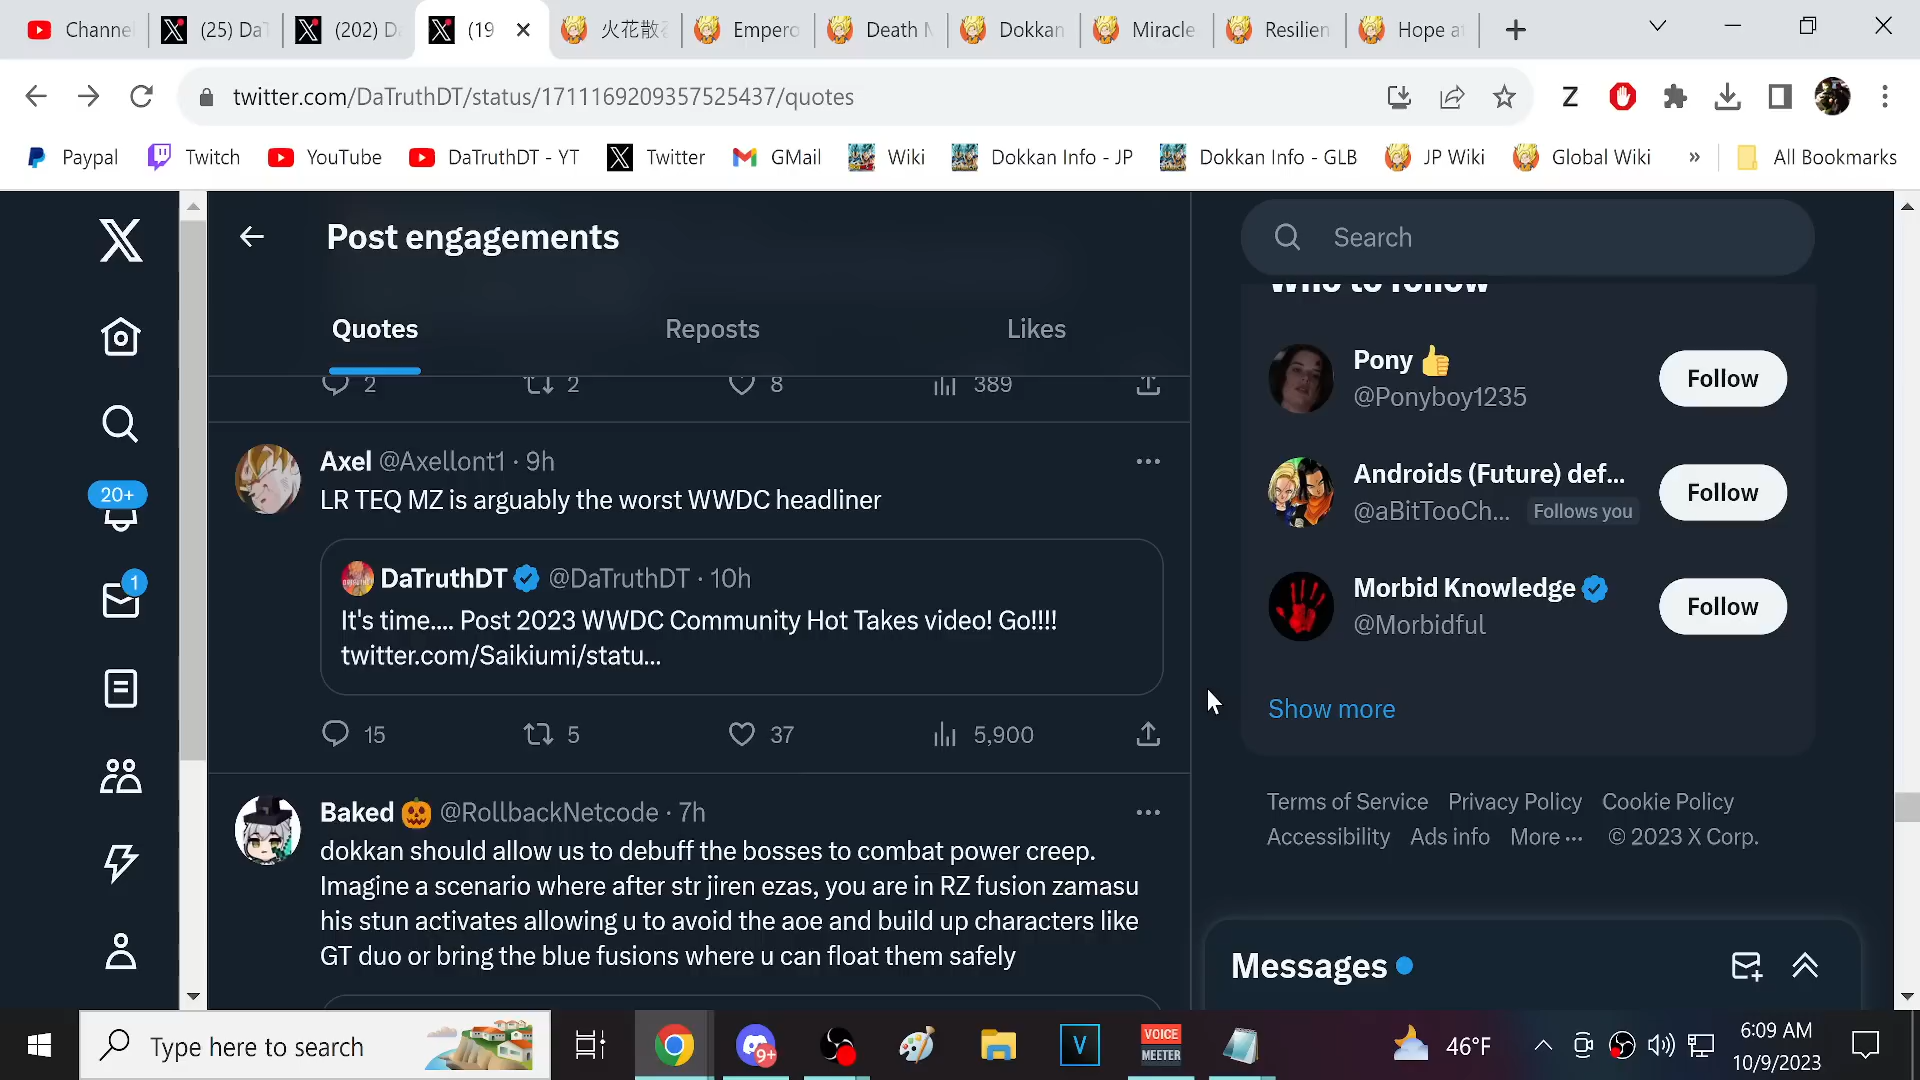 Channe
(25) DaT
(202) Da
(19
火花散
Empero
Death M
Dokkan
Miracle
Resilien
Hope at
twitter.com/DaTruthDT/status/1711169209357525437/quotes
Z
Paypal
Twitch
YouTube
DaTruthDT - YT
Twitter
GMail
Wiki
Dokkan Info - JP
Dokkan Info - GLB
JP Wiki
Global Wiki
»
All Bookmarks
Post engagements
Search
Quotes
Reposts
Likes
2
2
8
389
Who to follow
Pony 👍
@Ponyboy1235
Follow
Androids (Future) def...
@aBitTooCh... Follows you
Follow
Morbid Knowledge
@Morbidful
Follow
Show more
20+
1
Axel @Axellont1 · 9h
LR TEQ MZ is arguably the worst WWDC headliner
DaTruthDT @DaTruthDT · 10h
It's time.... Post 2023 WWDC Community Hot Takes video! Go!!!!
twitter.com/Saikiumi/statu...
15
5
37
5,900
Baked 🎃 @RollbackNetcode · 7h
dokkan should allow us to debuff the bosses to combat power creep.
Imagine a scenario where after str jiren ezas, you are in RZ fusion zamasu
his stun activates allowing u to avoid the aoe and build up characters like
GT duo or bring the blue fusions where u can float them safely
Terms of Service Privacy Policy Cookie Policy
Accessibility Ads info More ··· © 2023 X Corp.
Messages
Type here to search
9+
V
VOICE
MEETER
46°F
6:09 AM
10/9/2023